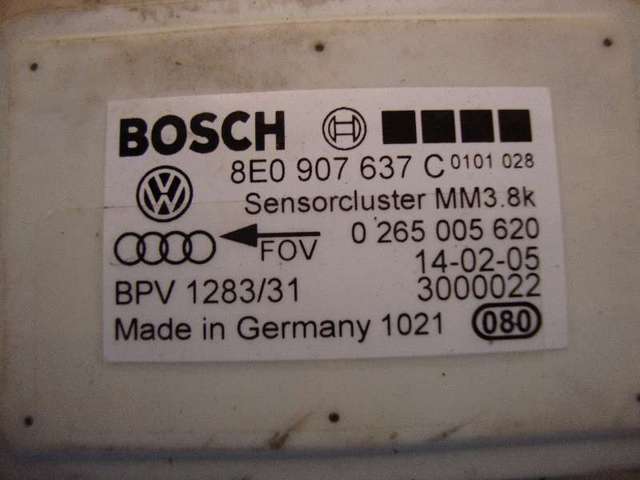 BOSCH
8E0 907 637 C 0101 028
Sensorcluster MM3.8k
VW
FOV 0 265 005 620
14-02-05
BPV 1283/31 3000022
Made in Germany 1021 080